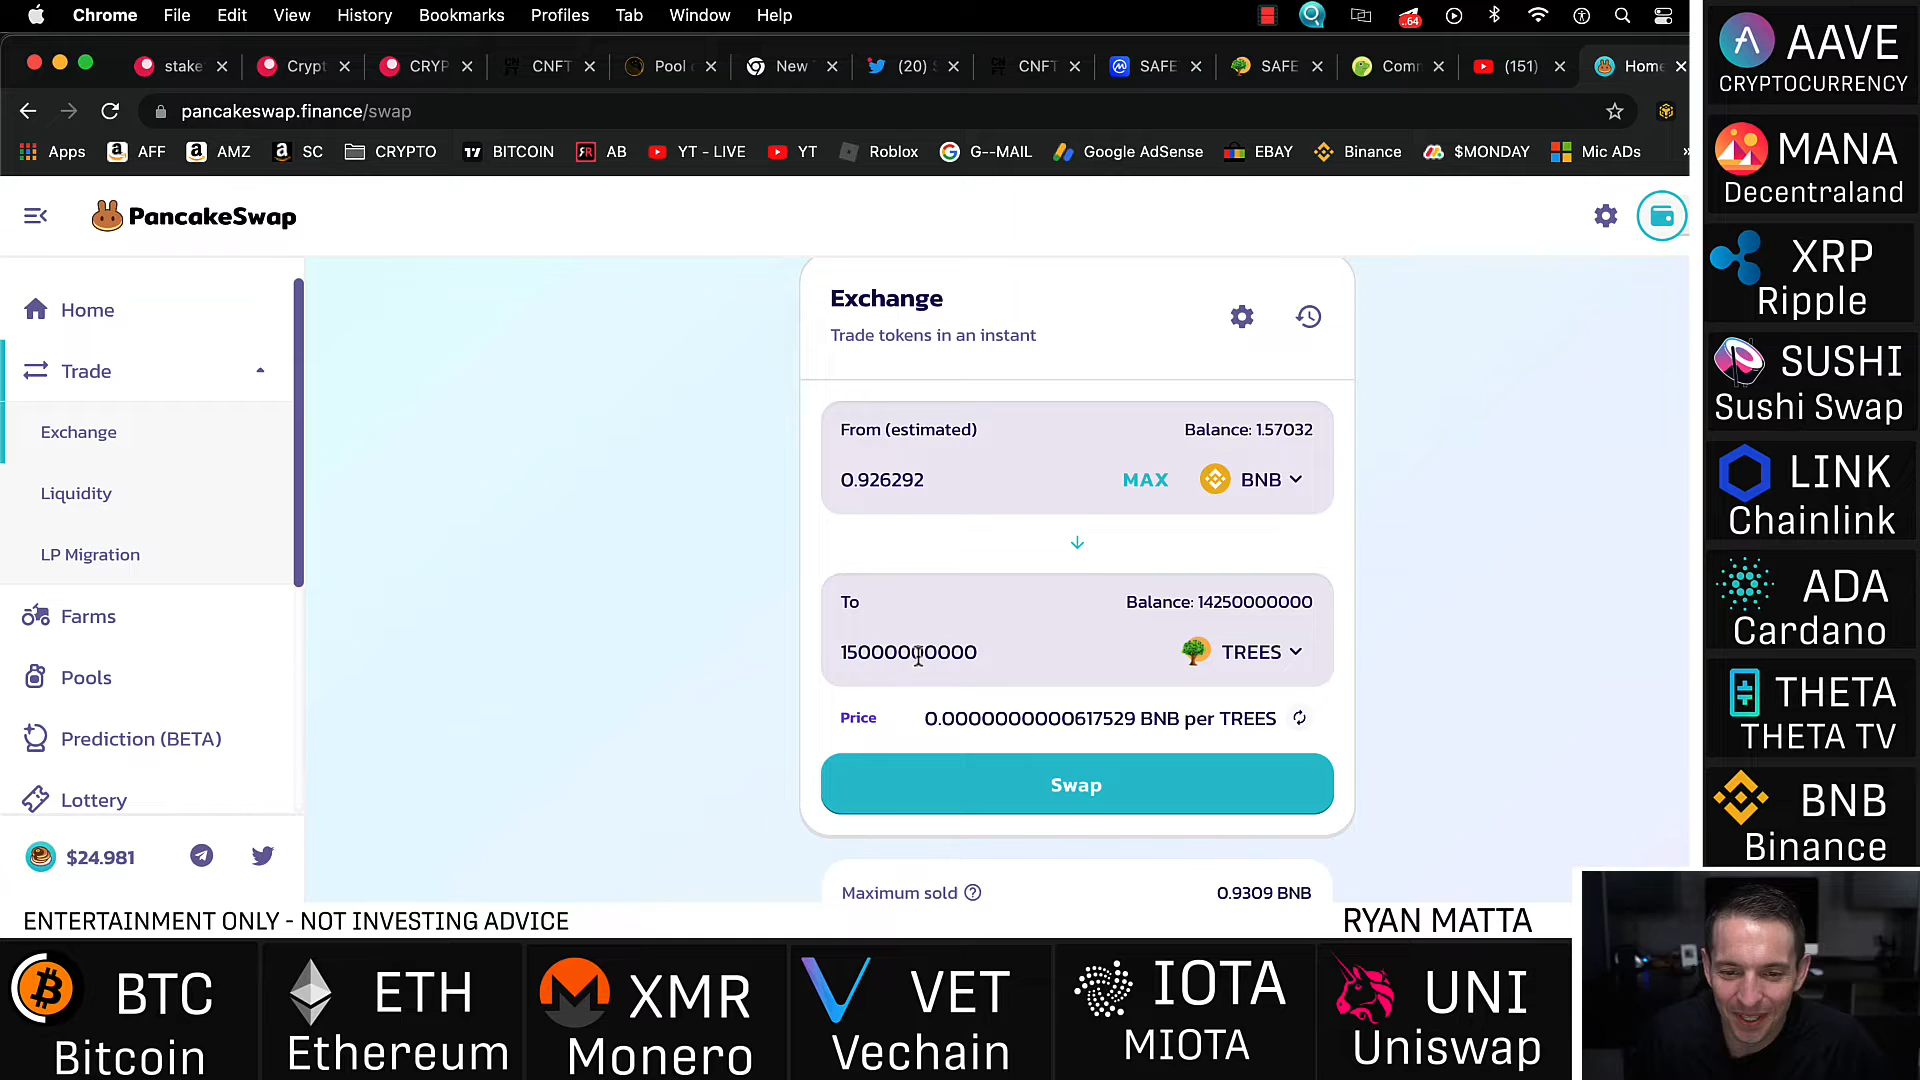 Chrome File Edit View History Bookmarks Profiles Tab Window Help
.64
stake Crypt CRYP CNFT Pool New T (20) CNFT SAFE SAFE Comm (151) Home
pancakeswap.finance/swap
Apps AFF AMZ SC CRYPTO BITCOIN AB YT - LIVE YT Roblox G--MAIL Google AdSense EBAY Binance $MONDAY Mic ADs »
PancakeSwap
Home
Trade
Exchange
Liquidity
LP Migration
Farms
Pools
Prediction (BETA)
Lottery
$24.981
Exchange
Trade tokens in an instant
From (estimated) Balance: 1.57032
0.926292 MAX BNB
To Balance: 14250000000
15000000000 TREES
Price 0.0000000000617529 BNB per TREES
Swap
Maximum sold 0.9309 BNB
AAVE
CRYPTOCURRENCY
MANA
Decentraland
XRP
Ripple
SUSHI
Sushi Swap
LINK
Chainlink
ADA
Cardano
THETA
THETA TV
BNB
Binance
ENTERTAINMENT ONLY - NOT INVESTING ADVICE
RYAN MATTA
BTC
Bitcoin
ETH
Ethereum
XMR
Monero
VET
Vechain
IOTA
MIOTA
UNI
Uniswap